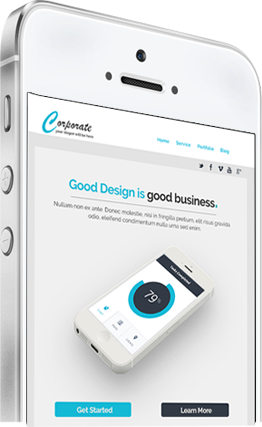 Corporate
your slogan will be here
Home Service Portfolio Blog
Good Design is good business.
Nullam non ex ante. Donec molestie, nisi in fringilla pretium, elit risus gravida
odio, eleifend condimentum nulla urna sed enim.
79
Get Started Learn More